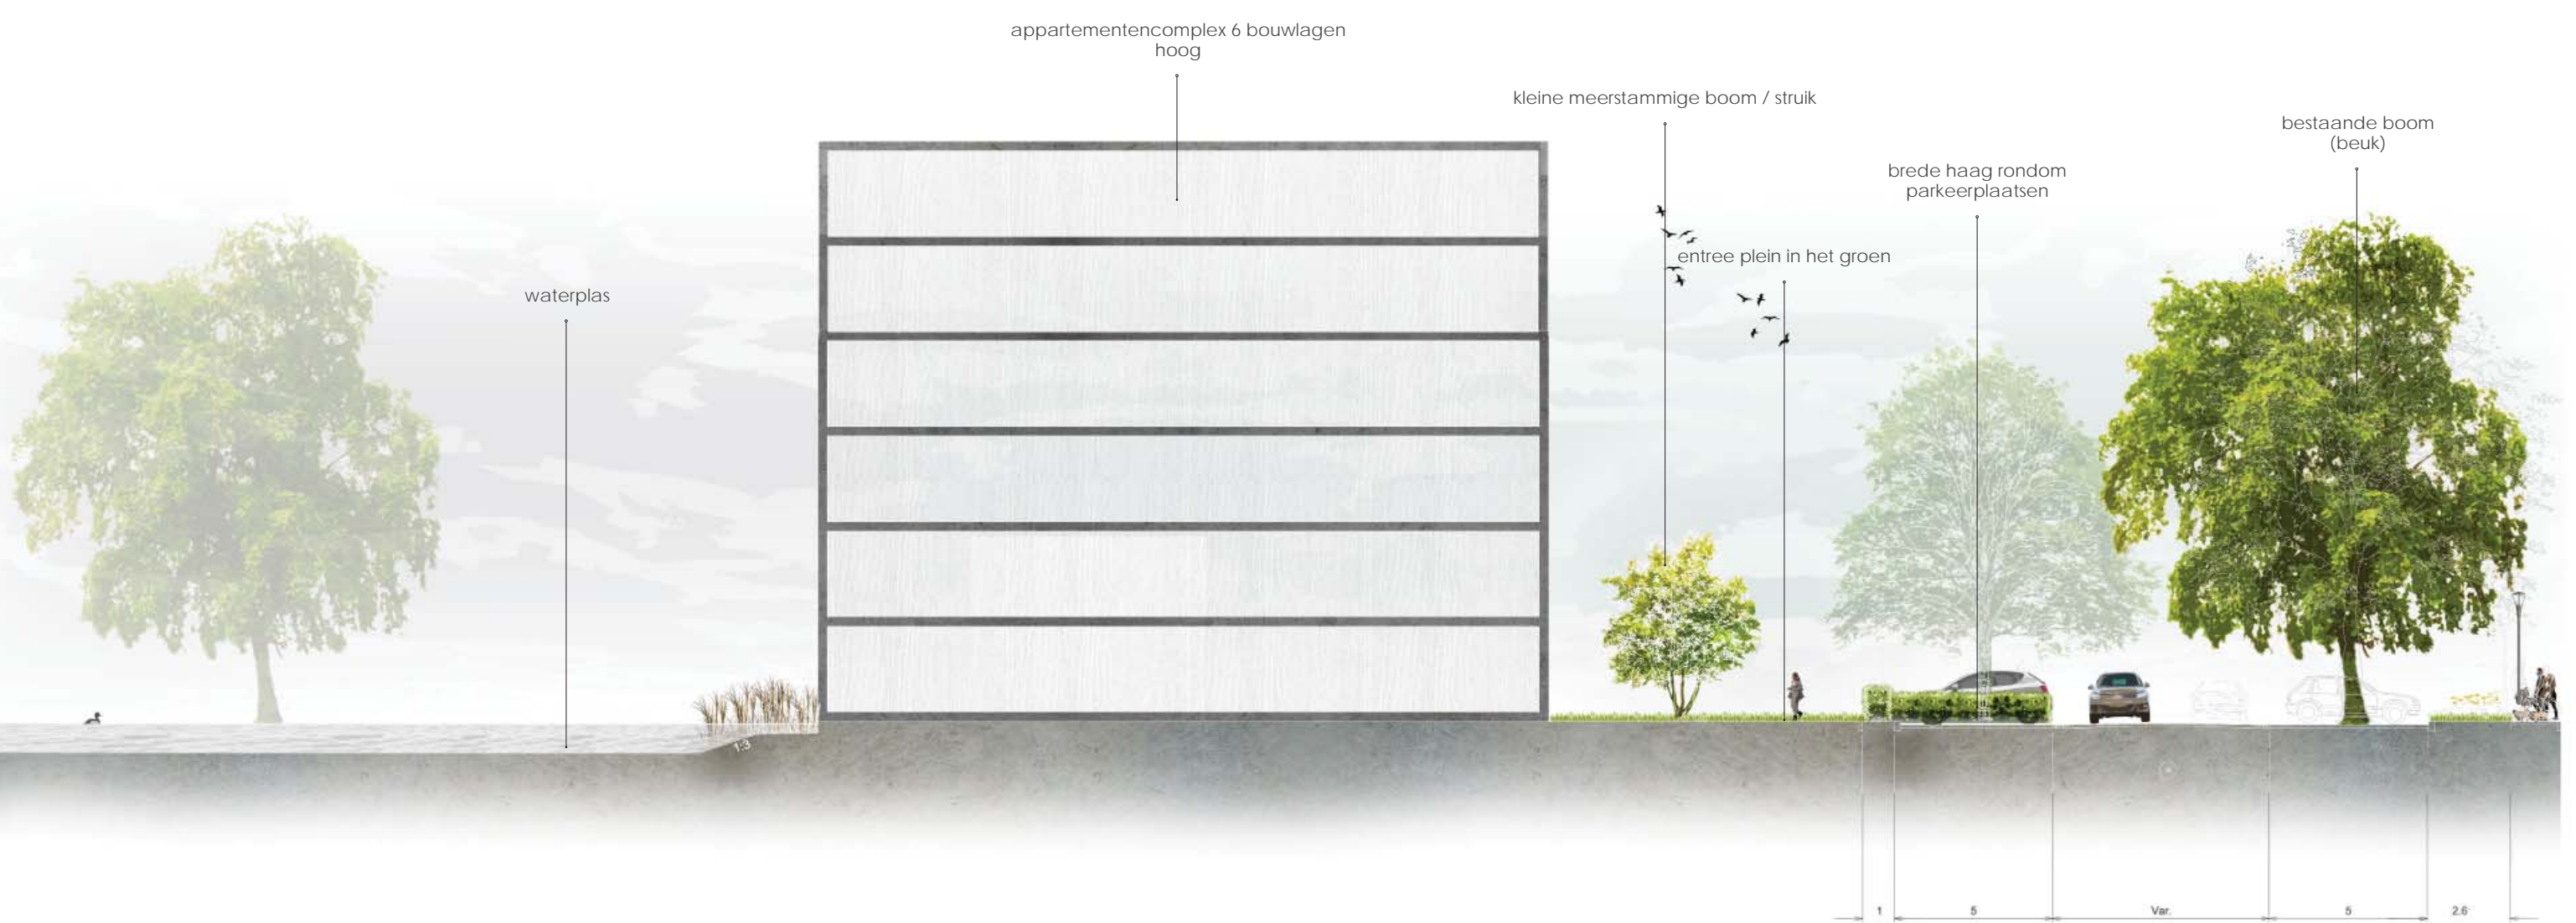 appartementencomplex 6 bouwlagen
hoog
kleine meerstammige boom / struik
bestaande boom
(beuk)
brede haag rondom
parkeerplaatsen
entree plein in het groen
waterplas
1:3
1
5
Var.
5
2.6